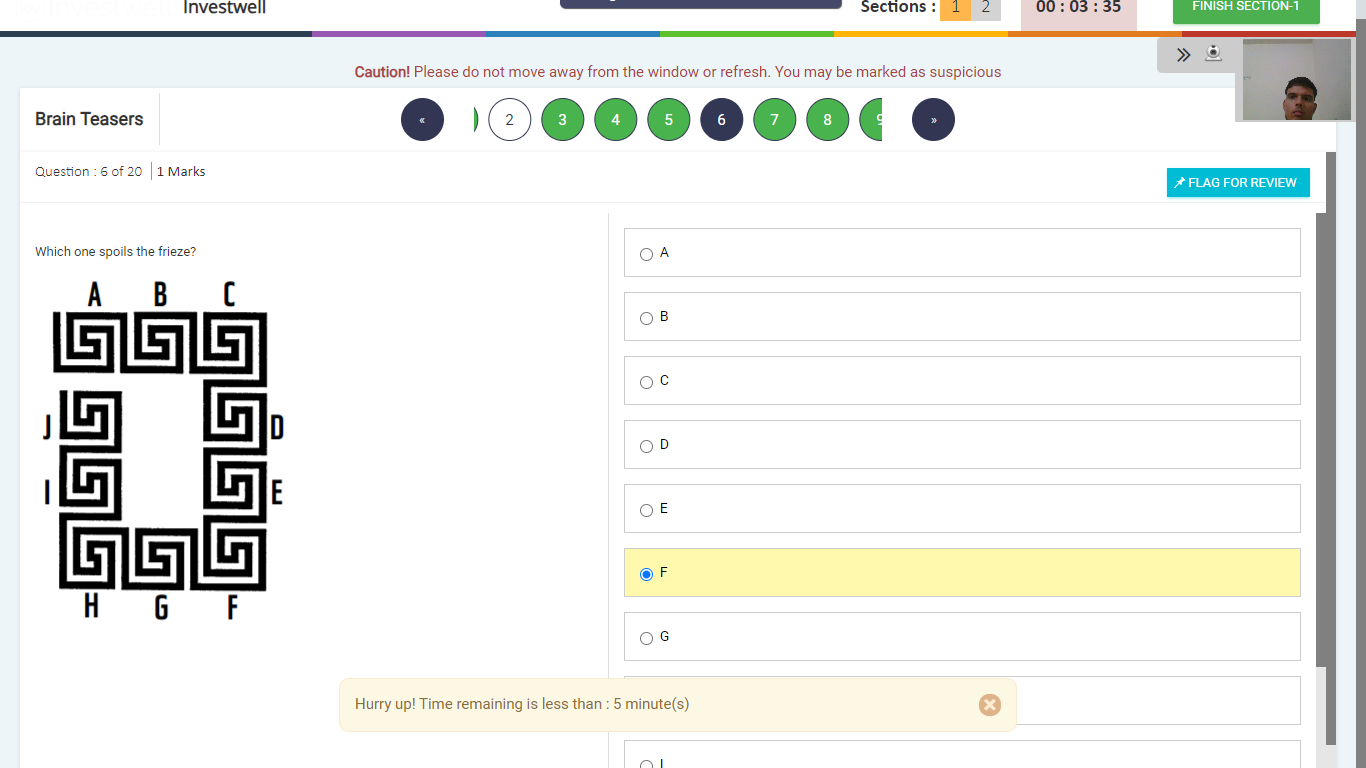 Investwell
Sections : 1 2
00 : 03 : 35
FINISH SECTION-1
Caution! Please do not move away from the window or refresh. You may be marked as suspicious
Brain Teasers
« 2 3 4 5 6 7 8 9 »
Question : 6 of 20 1 Marks
FLAG FOR REVIEW
Which one spoils the frieze?
A B C
J D
I E
H G F
A
B
C
D
E
F
G
Hurry up! Time remaining is less than : 5 minute(s)